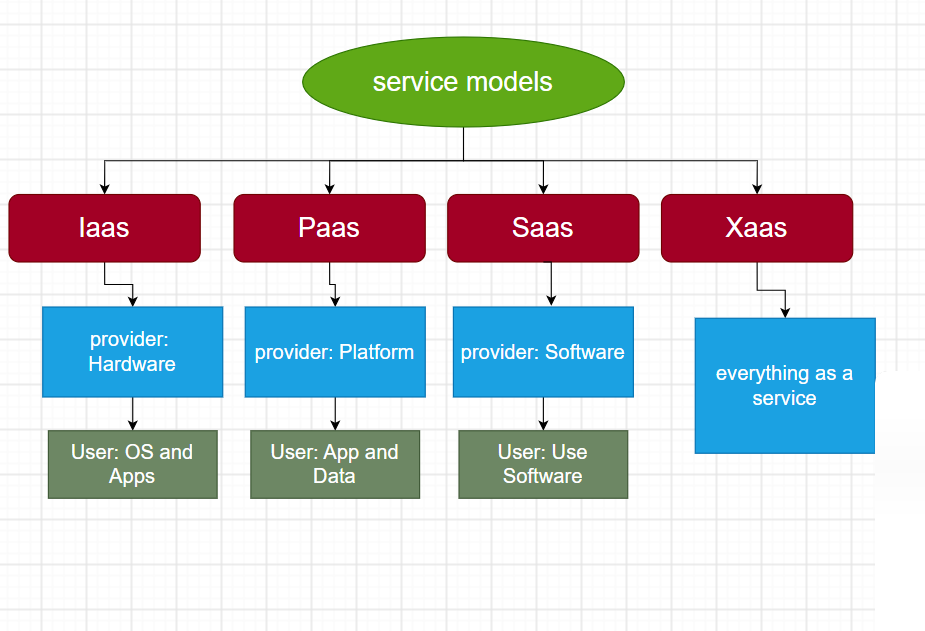 service models
Iaas
Paas
Saas
Xaas
provider:
Hardware
provider: Platform
provider: Software
everything as a
service
User: OS and
Apps
User: App and
Data
User: Use
Software